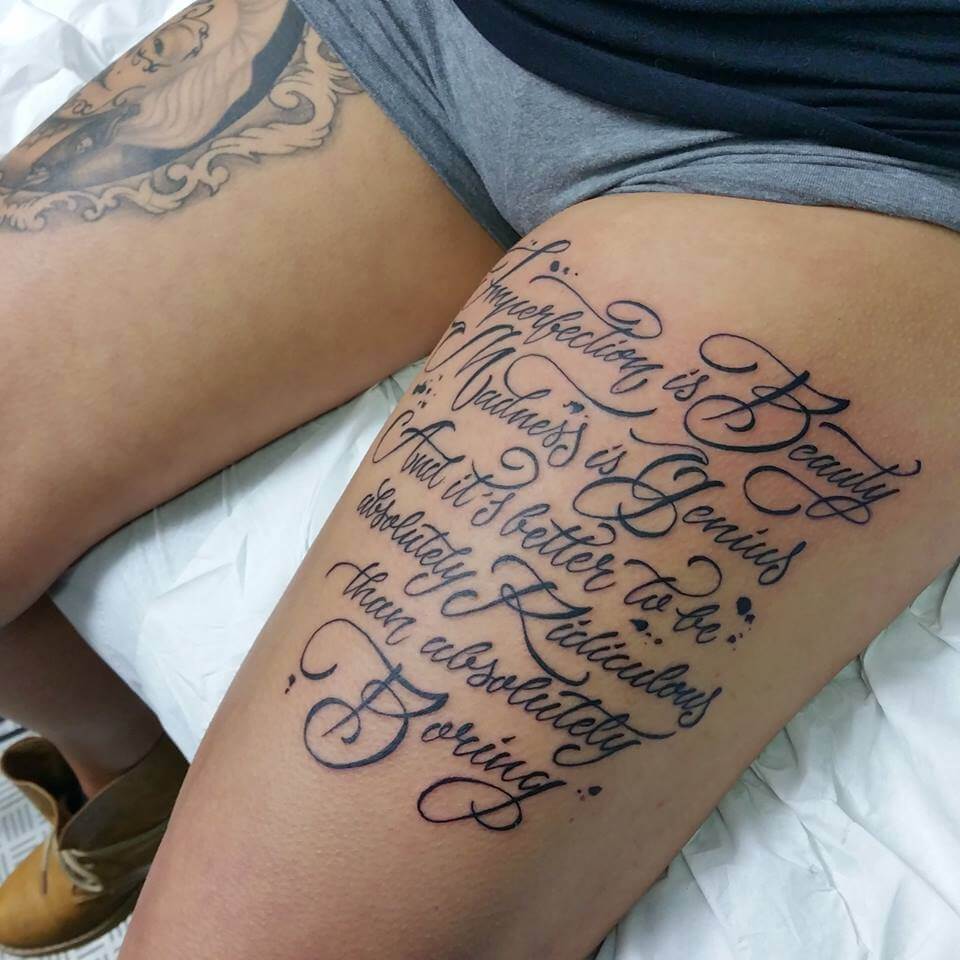 Imperfection is Beauty
Madness is Genius
And it's better to be
absolutely Ridiculous
than absolutely
Boring